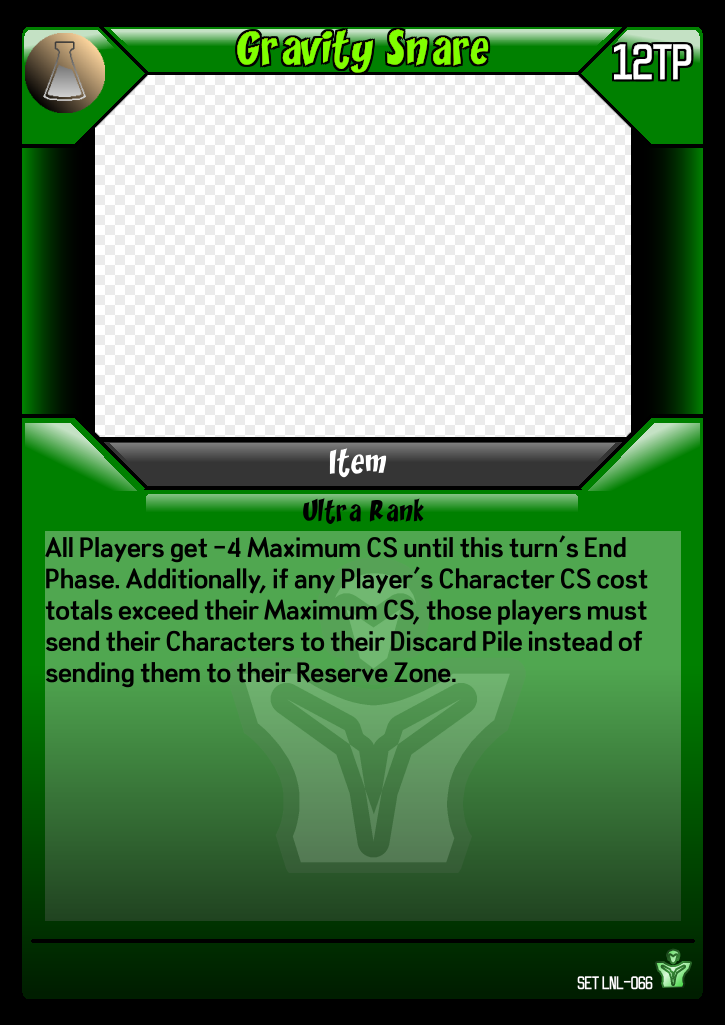 Gravity Snare
12TP
Item
Ultra Rank
All Players get -4 Maximum CS until this turn's End
Phase. Additionally, if any Player's Character CS cost
totals exceed their Maximum CS, those players must
send their Characters to their Discard Pile instead of
sending them to their Reserve Zone.
SET LNL-066